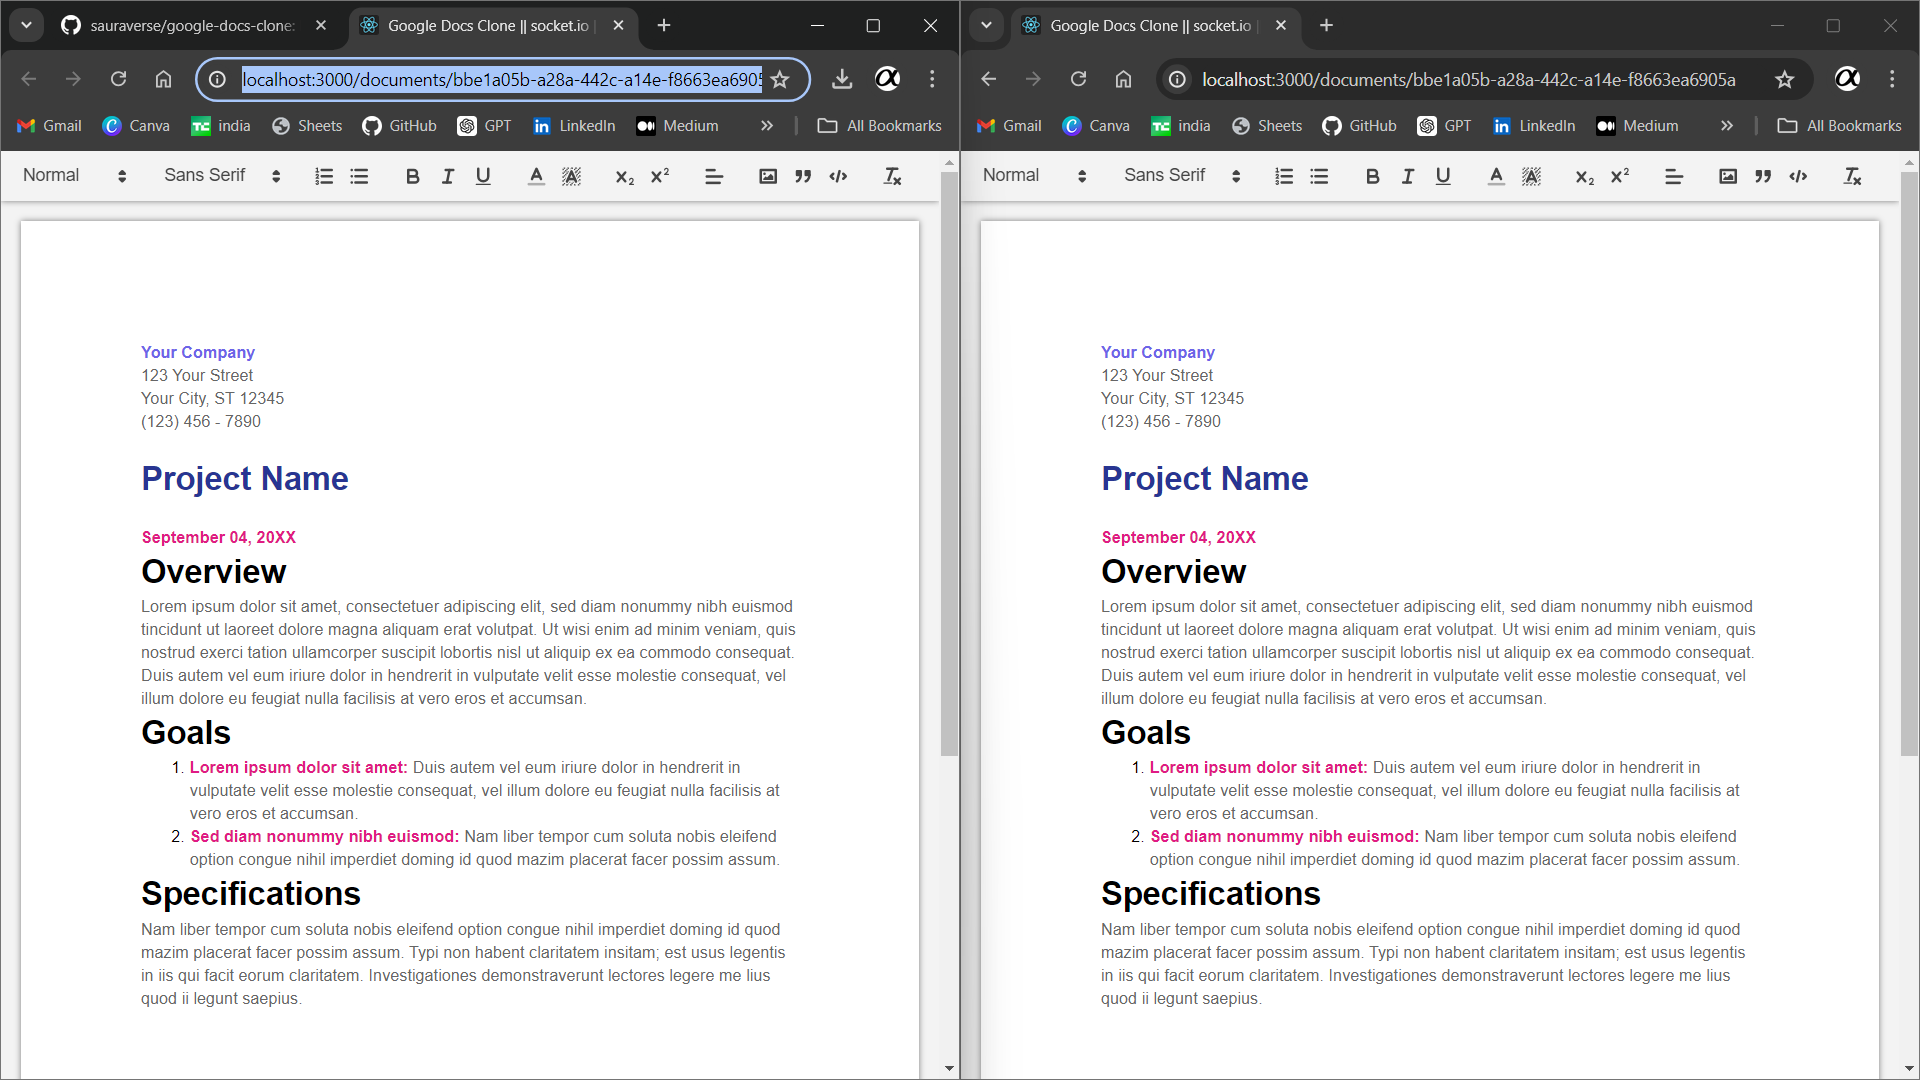 sauraverse/google-docs-clone:
Google Docs Clone || socket.io |
localhost:3000/documents/bbe1a05b-a28a-442c-a14e-f8663ea6905
Gmail Canva india Sheets GitHub GPT LinkedIn Medium All Bookmarks
Normal Sans Serif
Your Company
123 Your Street
Your City, ST 12345
(123) 456 - 7890
Project Name
September 04, 20XX
Overview
Lorem ipsum dolor sit amet, consectetuer adipiscing elit, sed diam nonummy nibh euismod
tincidunt ut laoreet dolore magna aliquam erat volutpat. Ut wisi enim ad minim veniam, quis
nostrud exerci tation ullamcorper suscipit lobortis nisl ut aliquip ex ea commodo consequat.
Duis autem vel eum iriure dolor in hendrerit in vulputate velit esse molestie consequat, vel
illum dolore eu feugiat nulla facilisis at vero eros et accumsan.
Goals
1. Lorem ipsum dolor sit amet: Duis autem vel eum iriure dolor in hendrerit in
vulputate velit esse molestie consequat, vel illum dolore eu feugiat nulla facilisis at
vero eros et accumsan.
2. Sed diam nonummy nibh euismod: Nam liber tempor cum soluta nobis eleifend
option congue nihil imperdiet doming id quod mazim placerat facer possim assum.
Specifications
Nam liber tempor cum soluta nobis eleifend option congue nihil imperdiet doming id quod
mazim placerat facer possim assum. Typi non habent claritatem insitam; est usus legentis
in iis qui facit eorum claritatem. Investigationes demonstraverunt lectores legere me lius
quod ii legunt saepius.
Google Docs Clone || socket.io |
localhost:3000/documents/bbe1a05b-a28a-442c-a14e-f8663ea6905a
Gmail Canva india Sheets GitHub GPT LinkedIn Medium All Bookmarks
Normal Sans Serif
Your Company
123 Your Street
Your City, ST 12345
(123) 456 - 7890
Project Name
September 04, 20XX
Overview
Lorem ipsum dolor sit amet, consectetuer adipiscing elit, sed diam nonummy nibh euismod
tincidunt ut laoreet dolore magna aliquam erat volutpat. Ut wisi enim ad minim veniam, quis
nostrud exerci tation ullamcorper suscipit lobortis nisl ut aliquip ex ea commodo consequat.
Duis autem vel eum iriure dolor in hendrerit in vulputate velit esse molestie consequat, vel
illum dolore eu feugiat nulla facilisis at vero eros et accumsan.
Goals
1. Lorem ipsum dolor sit amet: Duis autem vel eum iriure dolor in hendrerit in
vulputate velit esse molestie consequat, vel illum dolore eu feugiat nulla facilisis at
vero eros et accumsan.
2. Sed diam nonummy nibh euismod: Nam liber tempor cum soluta nobis eleifend
option congue nihil imperdiet doming id quod mazim placerat facer possim assum.
Specifications
Nam liber tempor cum soluta nobis eleifend option congue nihil imperdiet doming id quod
mazim placerat facer possim assum. Typi non habent claritatem insitam; est usus legentis
in iis qui facit eorum claritatem. Investigationes demonstraverunt lectores legere me lius
quod ii legunt saepius.